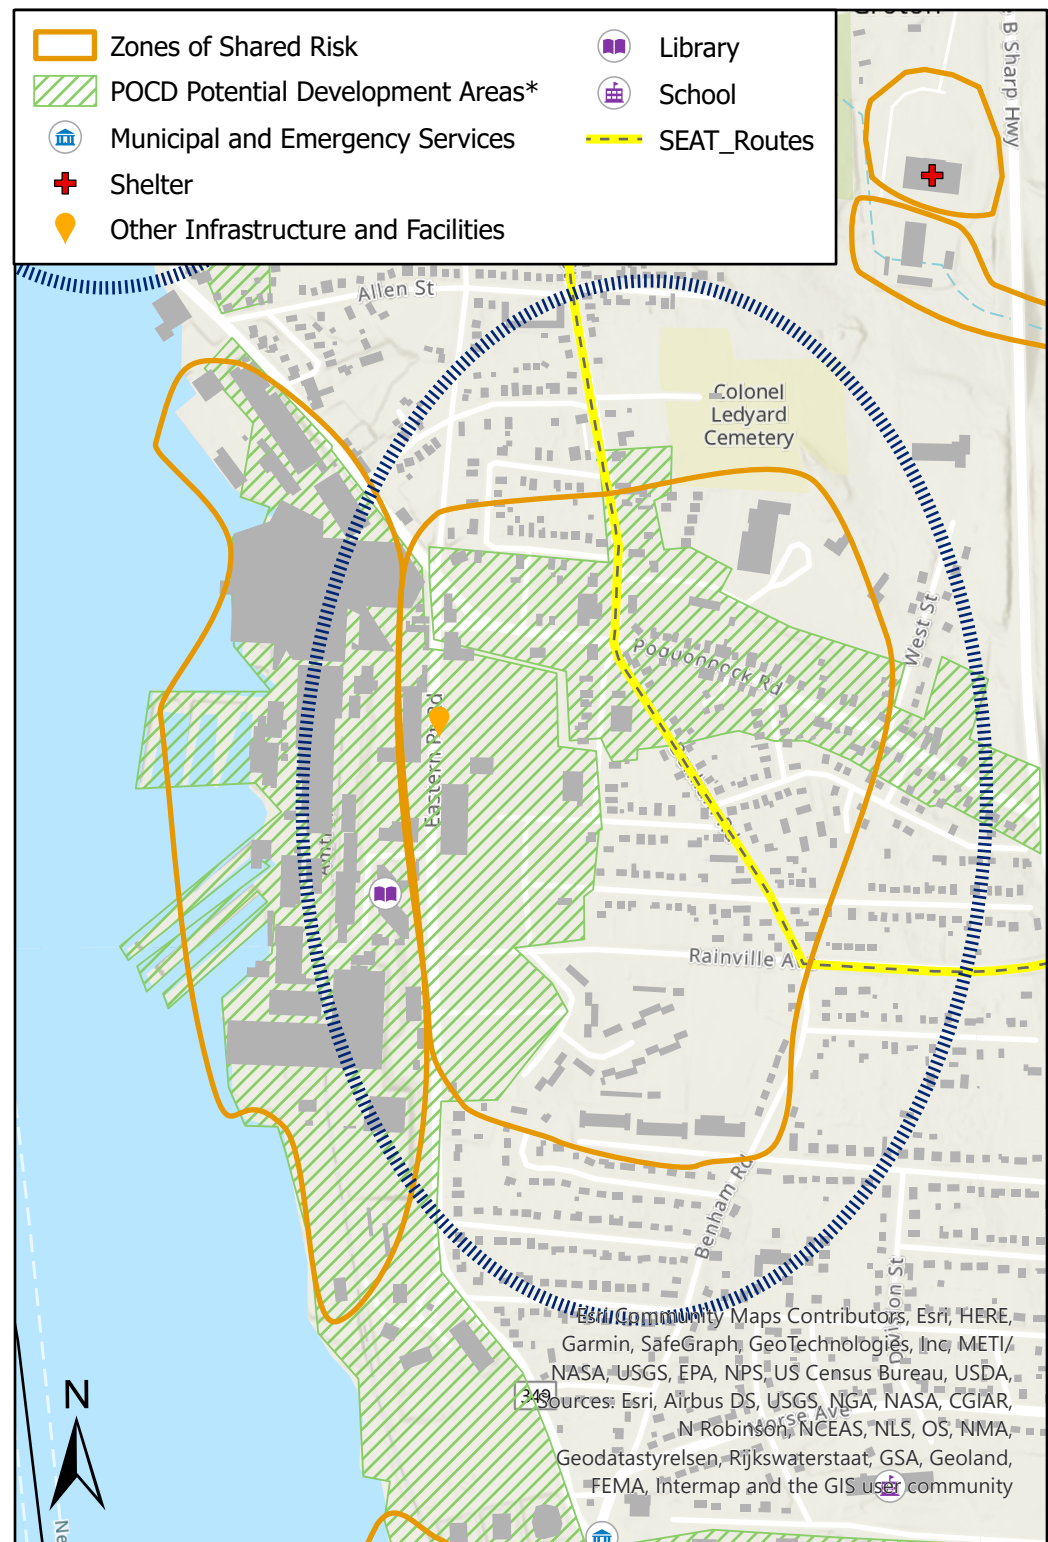 Groton
Zones of Shared Risk
POCD Potential Development Areas*
Municipal and Emergency Services
Shelter
Other Infrastructure and Facilities
Library
School
SEAT_Routes
B Sharp Hwy
Allen St
Colonel
Ledyard
Cemetery
West St
Poquonnock Rd
Eastern
Rainville A
Benham Rd
Division St
349
Morse Ave
N
Ne
Esri Community Maps Contributors, Esri, HERE,
Garmin, SafeGraph, GeoTechnologies, Inc, METI/
NASA, USGS, EPA, NPS, US Census Bureau, USDA,
Sources: Esri, Airbus DS, USGS, NGA, NASA, CGIAR,
N Robinson, NCEAS, NLS, OS, NMA,
Geodatastyrelsen, Rijkswaterstaat, GSA, Geoland,
FEMA, Intermap and the GIS user community